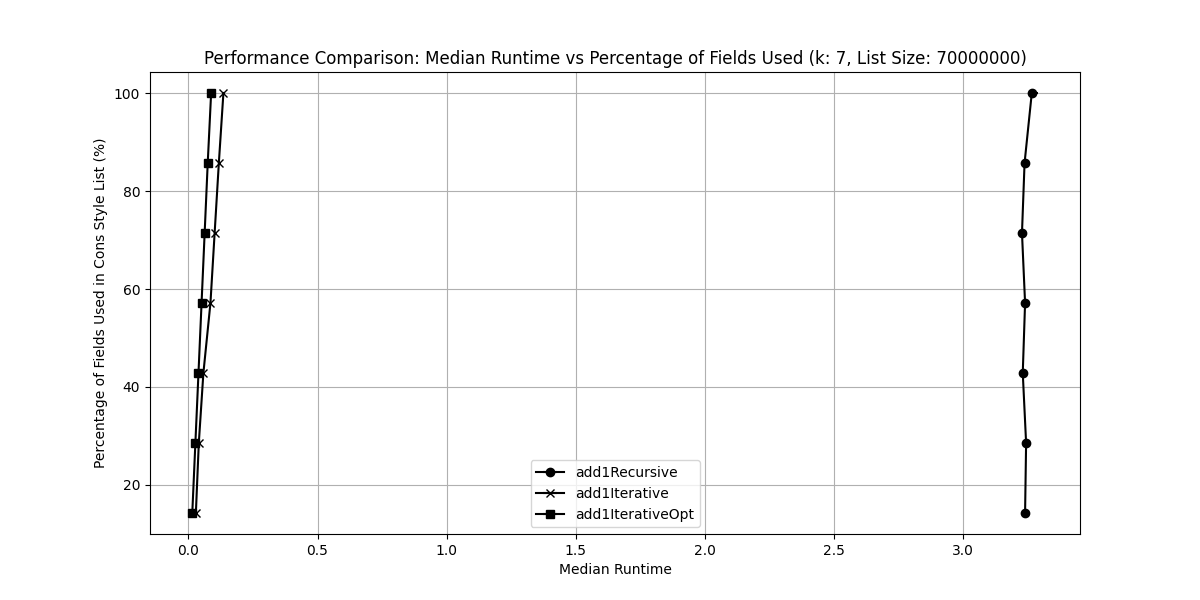 Performance Comparison: Median Runtime vs Percentage of Fields Used (k: 7, List Size: 70000000)
Percentage of Fields Used in Cons Style List (%)
100
80
60
40
20
add1Recursive
add1Iterative
add1IterativeOpt
0.0 0.5 1.0 1.5 2.0 2.5 3.0
Median Runtime